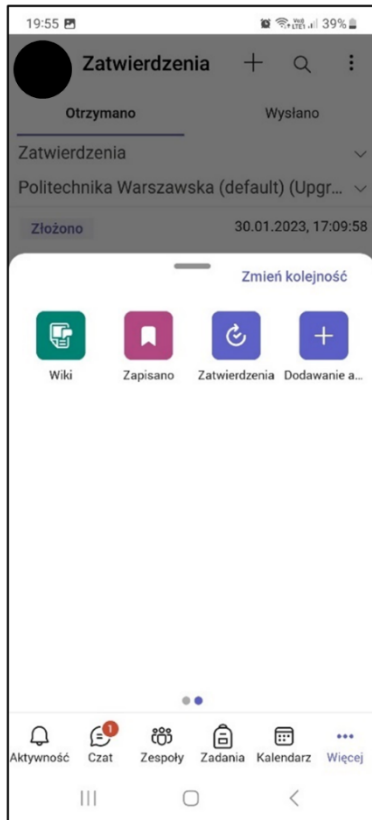 19:55 39%
Zatwierdzenia
Otrzymano Wysłano
Zatwierdzenia
Politechnika Warszawska (default) (Upgr...
Złożono 30.01.2023, 17:09:58
Zmień kolejność
Wiki Zapisano Zatwierdzenia Dodawanie a...
1
Aktywność Czat Zespoły Zadania Kalendarz Więcej